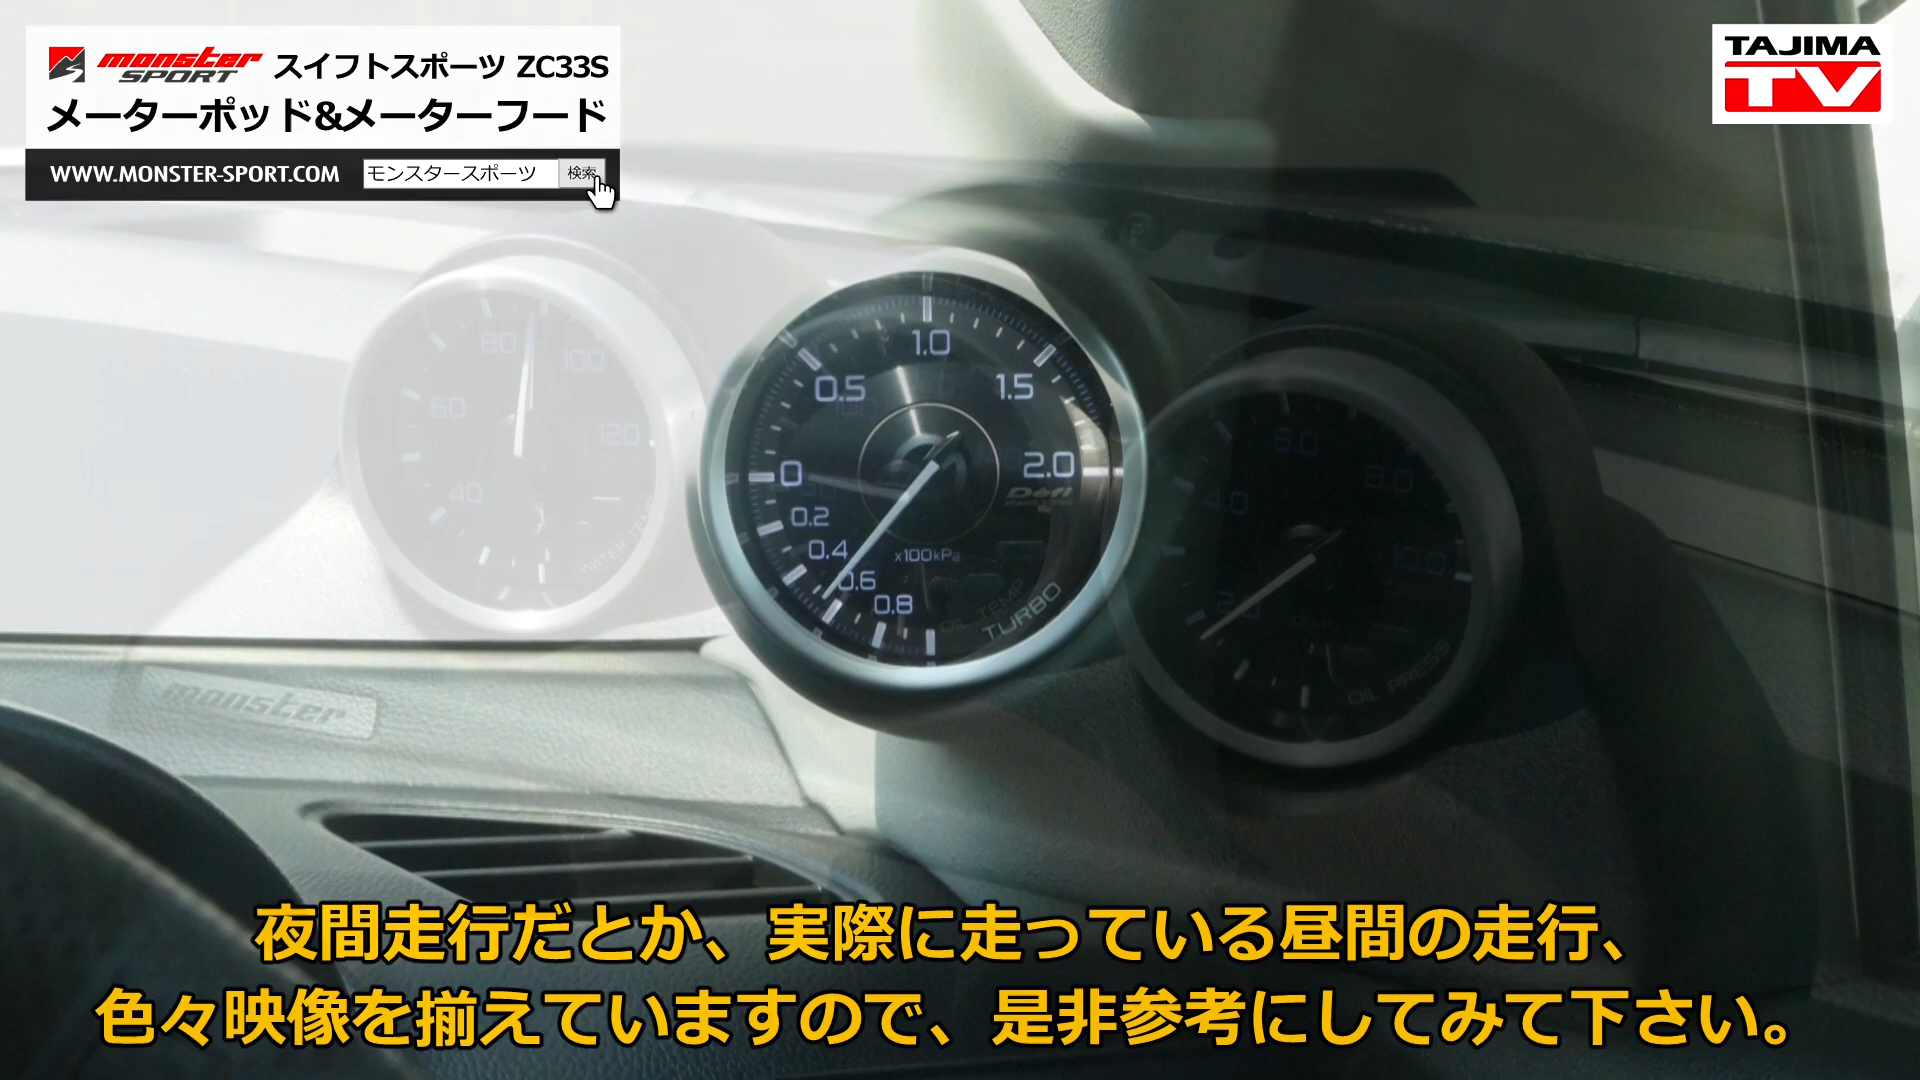 monster SPORT スイフトスポーツ ZC33S
メーターポッド&メーターフード
WWW.MONSTER-SPORT.COM モンスタースポーツ 検索
TAJIMA
TV
80
100
60
120
40
WATER TEMP
1.0
0.5
1.5
0
2.0
Defi
0.2
0.4
x100kPa
0.6
0.8
OIL TEMP
TURBO
6.0
8.0
4.0
10.0
2.0
OIL PRESS
monster
夜間走行だとか、実際に走っている昼間の走行、
色々映像を揃えていますので、是非参考にしてみて下さい。